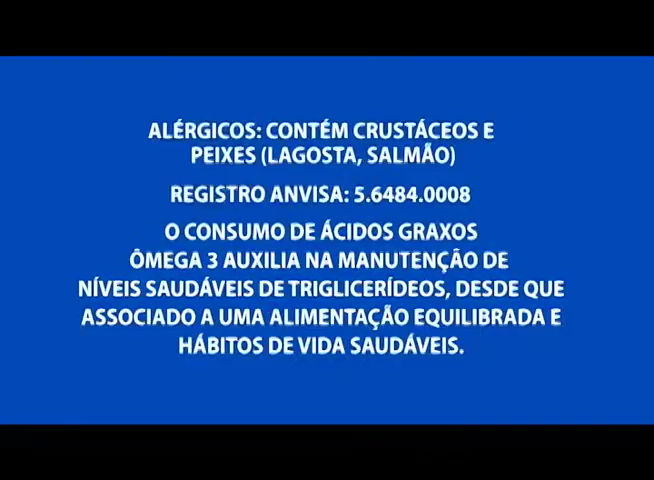 ALÉRGICOS: CONTÉM CRUSTÁCEOS E
PEIXES (LAGOSTA, SALMÃO)
REGISTRO ANVISA: 5.6484.0008
O CONSUMO DE ÁCIDOS GRAXOS
ÔMEGA 3 AUXILIA NA MANUTENÇÃO DE
NÍVEIS SAUDÁVEIS DE TRIGLICERÍDEOS, DESDE QUE
ASSOCIADO A UMA ALIMENTAÇÃO EQUILIBRADA E
HÁBITOS DE VIDA SAUDÁVEIS.